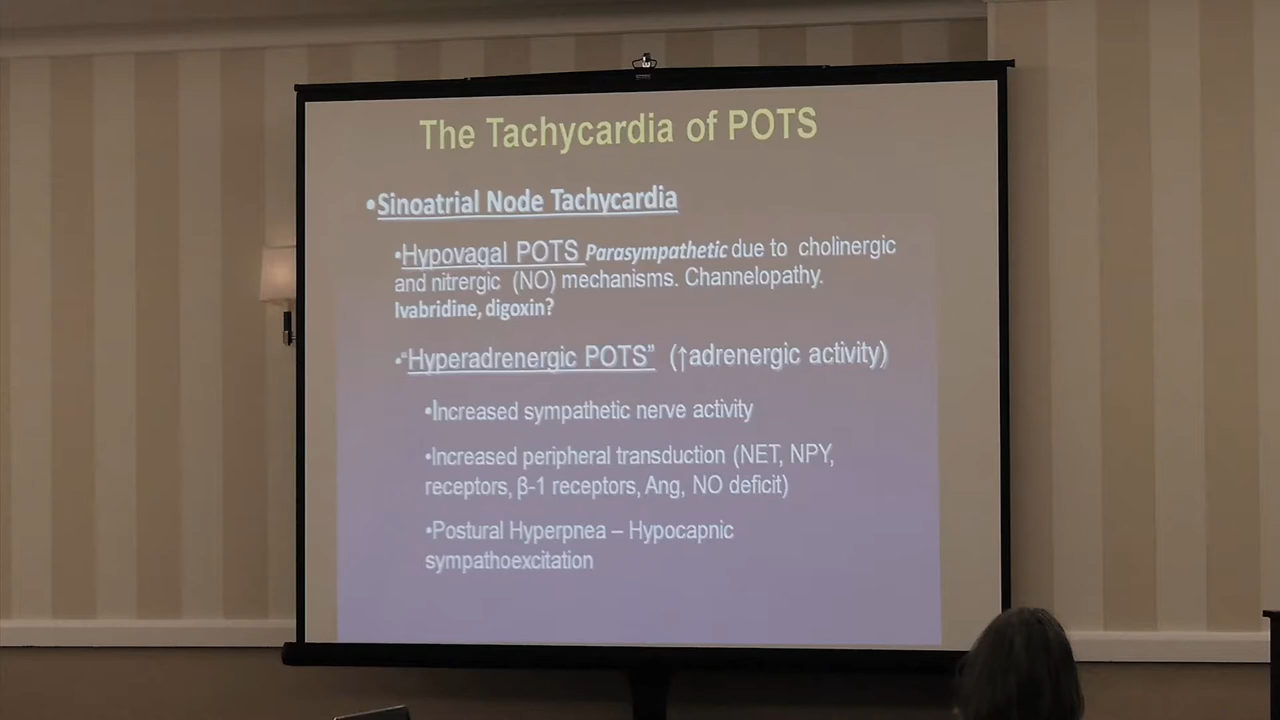 The Tachycardia of POTS
•Sinoatrial Node Tachycardia
•Hypovagal POTS Parasympathetic due to cholinergic
and nitrergic (NO) mechanisms. Channelopathy.
Ivabridine, digoxin?
•"Hyperadrenergic POTS" (↑adrenergic activity)
•Increased sympathetic nerve activity
•Increased peripheral transduction (NET, NPY,
receptors, β-1 receptors, Ang, NO deficit)
•Postural Hyperpnea – Hypocapnic
sympathoexcitation